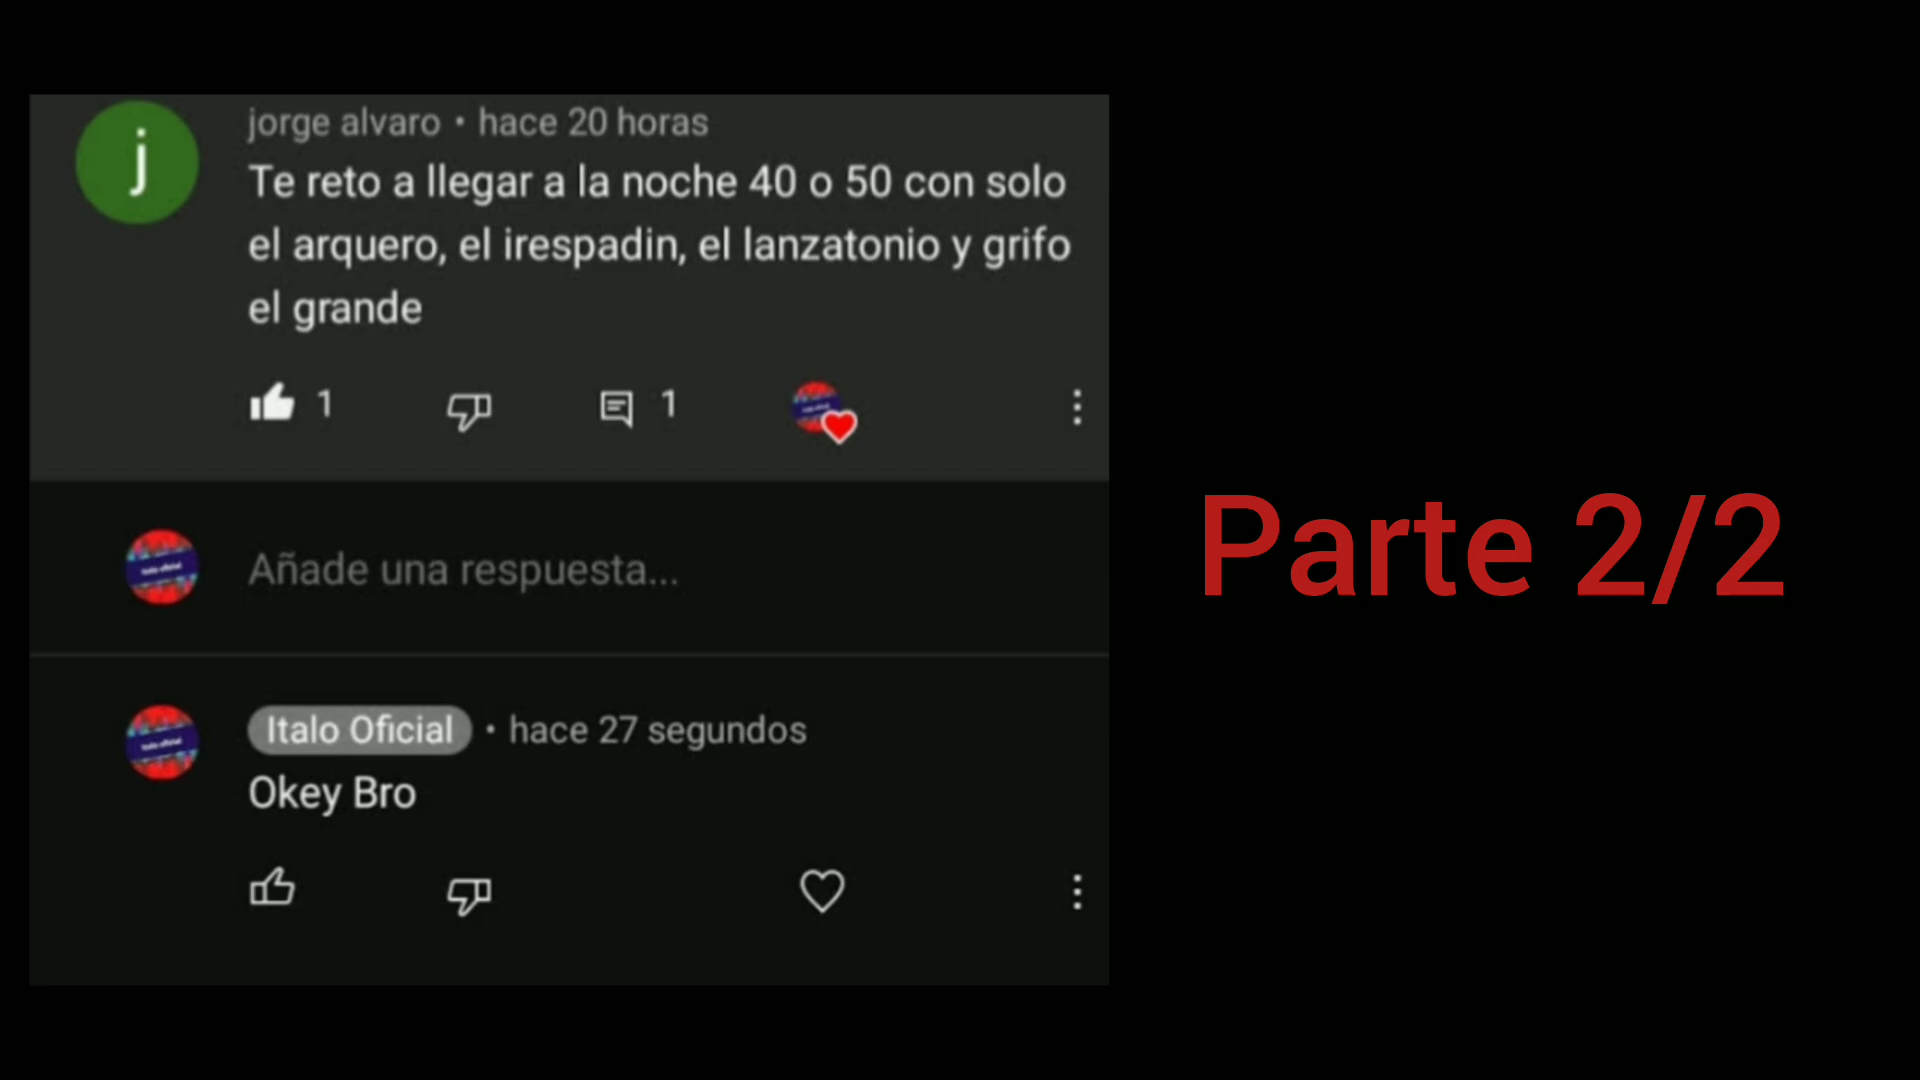 j
jorge alvaro • hace 20 horas
Te reto a llegar a la noche 40 o 50 con solo
el arquero, el irespadin, el lanzatonio y grifo
el grande
1
1
Añade una respuesta...
Italo Oficial • hace 27 segundos
Okey Bro
Parte 2/2